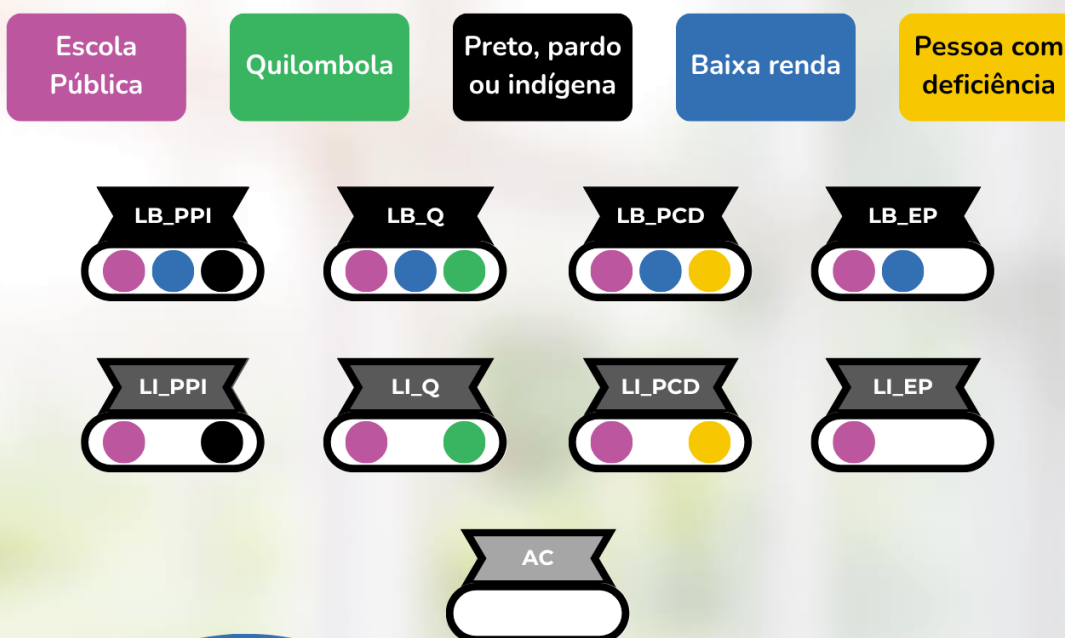 Escola
Pública
Quilombola
Preto, pardo
ou indígena
Baixa renda
Pessoa com
deficiência
LB_PPI
LB_Q
LB_PCD
LB_EP
LI_PPI
LI_Q
LI_PCD
LI_EP
AC